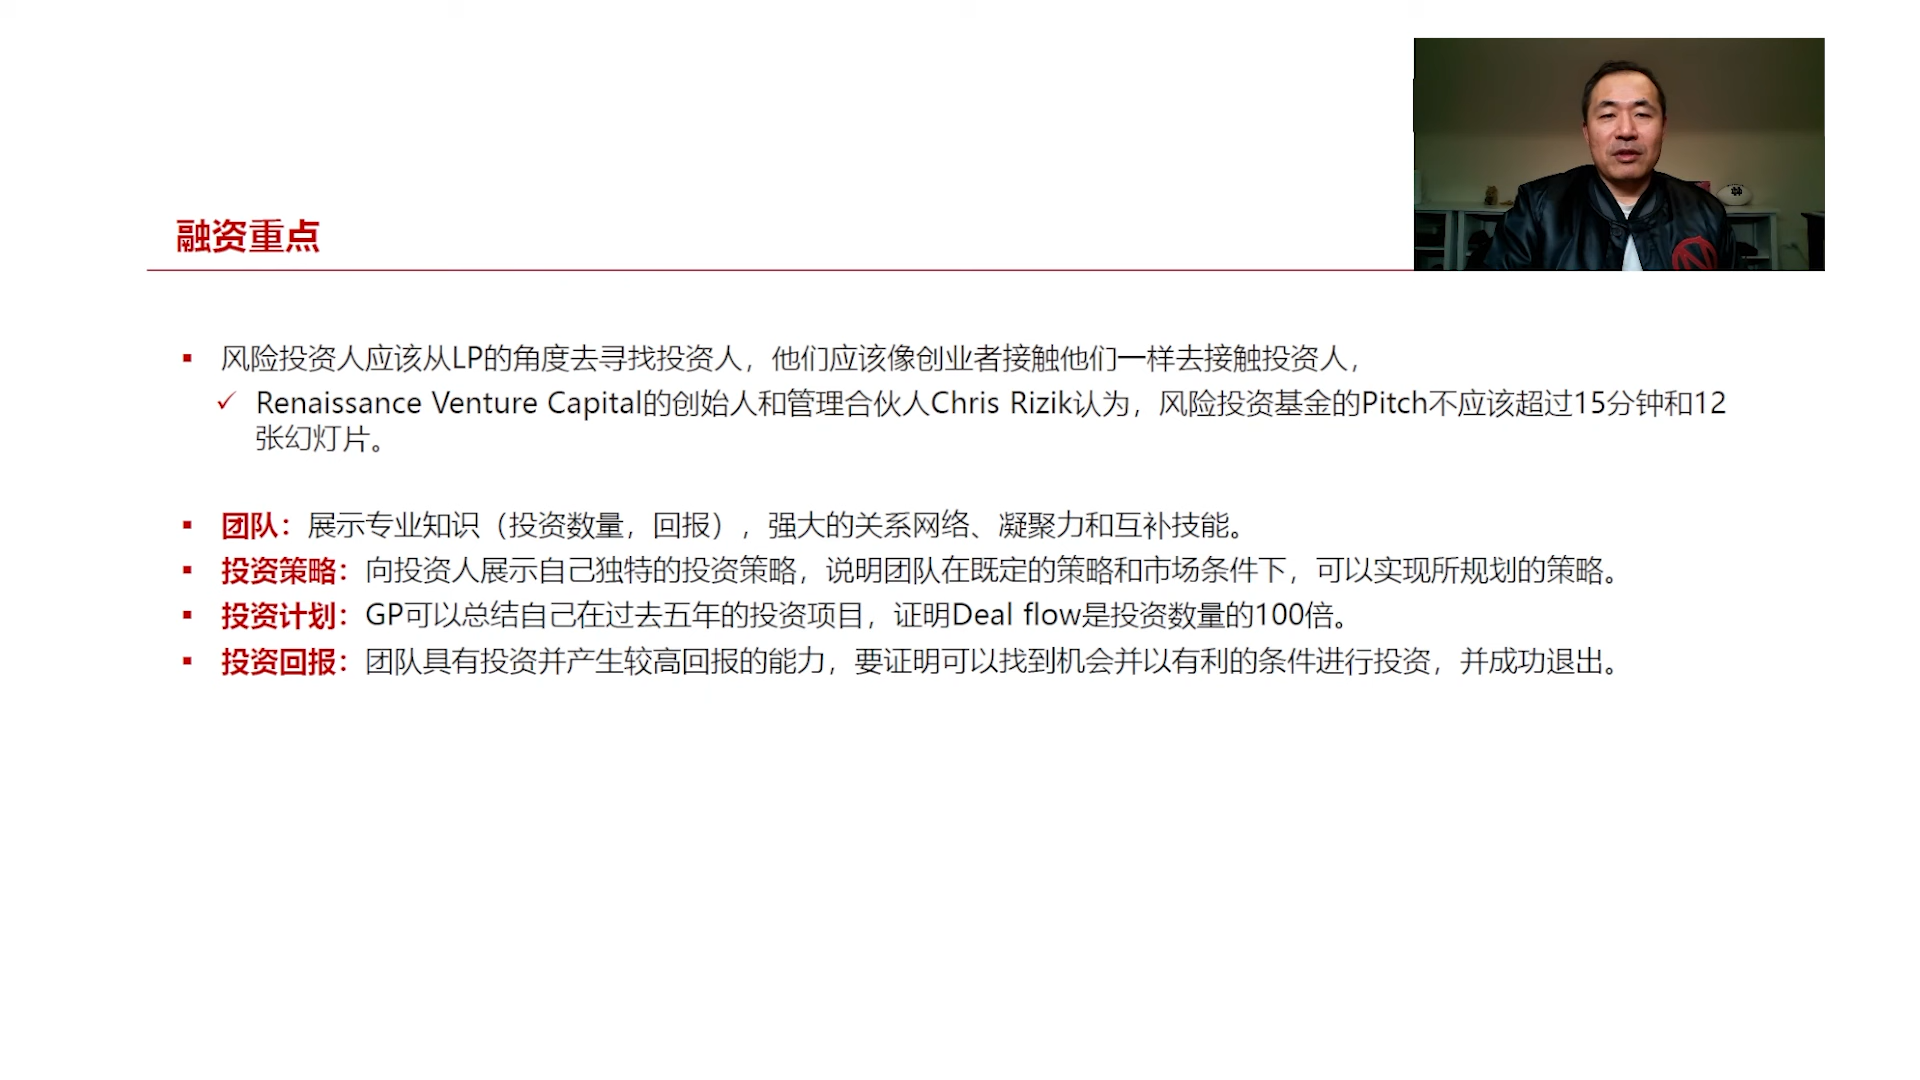 融资重点
▪ 风险投资人应该从LP的角度去寻找投资人，他们应该像创业者接触他们一样去接触投资人，
✓ Renaissance Venture Capital的创始人和管理合伙人Chris Rizik认为，风险投资基金的Pitch不应该超过15分钟和12
张幻灯片。
▪ 团队：展示专业知识（投资数量，回报），强大的关系网络、凝聚力和互补技能。
▪ 投资策略：向投资人展示自己独特的投资策略，说明团队在既定的策略和市场条件下，可以实现所规划的策略。
▪ 投资计划：GP可以总结自己在过去五年的投资项目，证明Deal flow是投资数量的100倍。
▪ 投资回报：团队具有投资并产生较高回报的能力，要证明可以找到机会并以有利的条件进行投资，并成功退出。